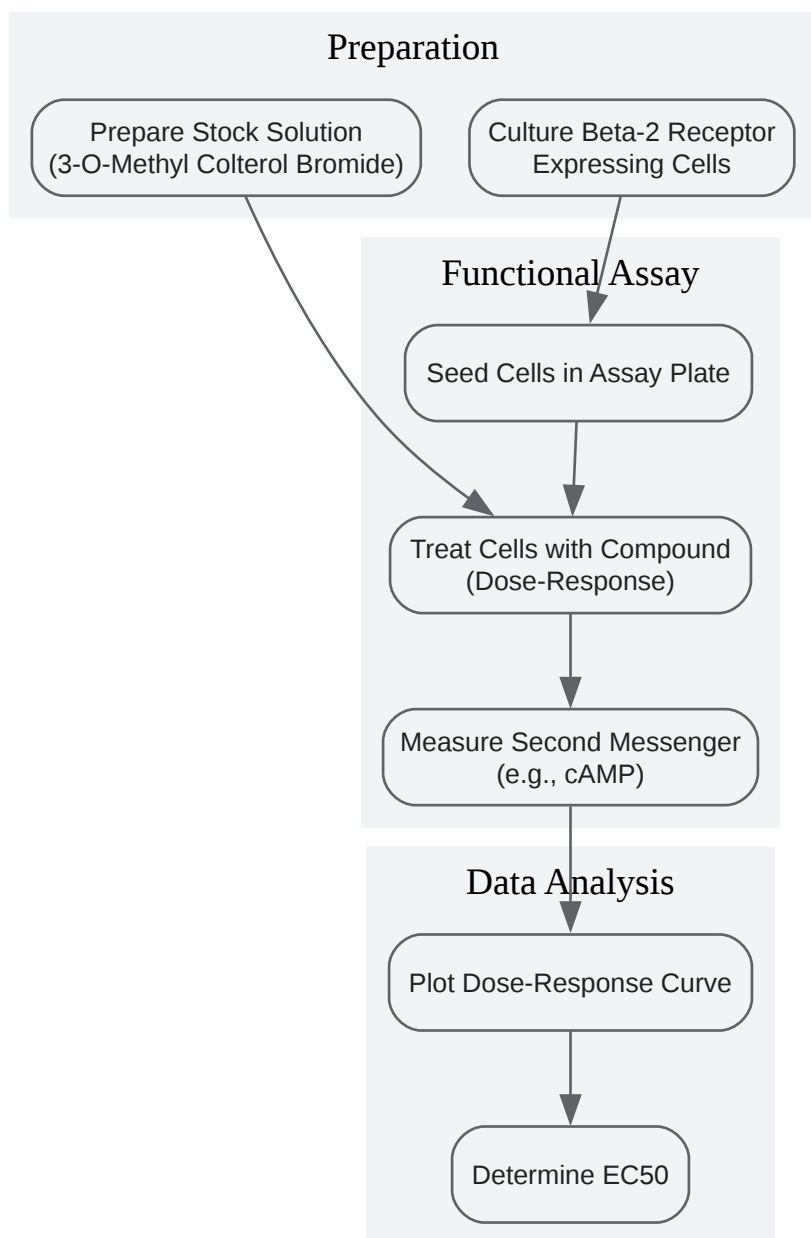 Preparation
Prepare Stock Solution
(3-O-Methyl Colterol Bromide)
Culture Beta-2 Receptor
Expressing Cells
Functional Assay
Seed Cells in Assay Plate
Treat Cells with Compound
(Dose-Response)
Measure Second Messenger
(e.g., cAMP)
Data Analysis
Plot Dose-Response Curve
Determine EC50